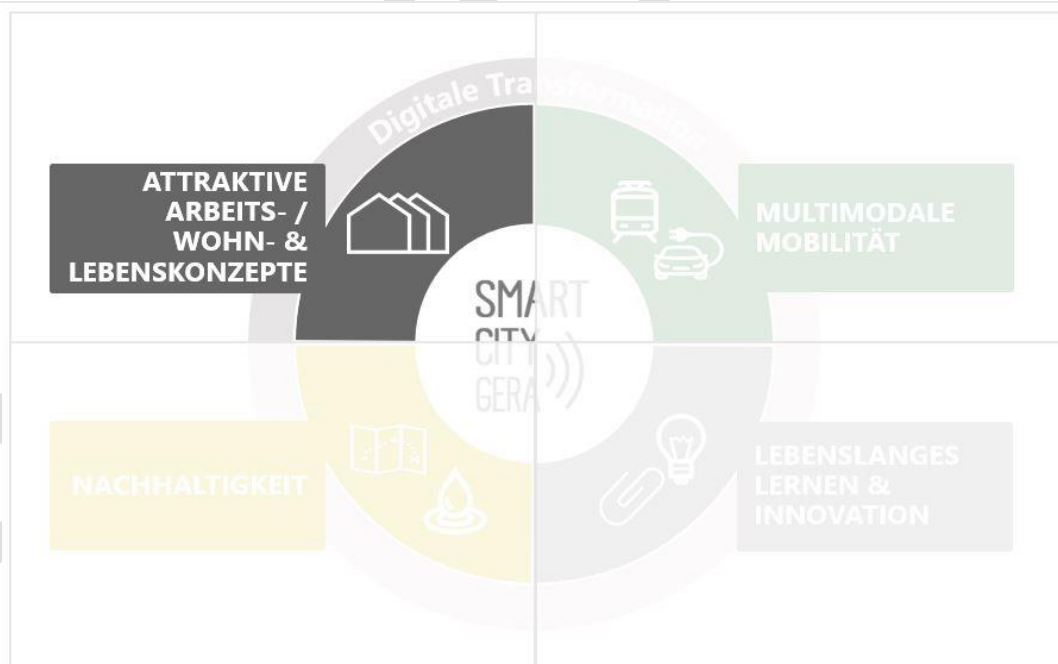 Digitale Transformation
ATTRAKTIVE
ARBEITS- /
WOHN- &
LEBENSKONZEPTE
MULTIMODALE
MOBILITÄT
SMART
CITY
GERA
NACHHALTIGKEIT
LEBENSLANGES
LERNEN &
INNOVATION